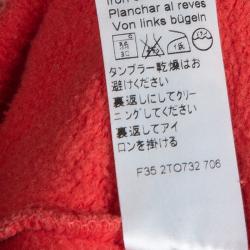 Planchar al reves
Von links bügeln
タンブラー乾燥はお
避けください
裏返しにしてクリー
ニングしてください
裏返してアイ
ロンを掛ける
F35 2TO732 706